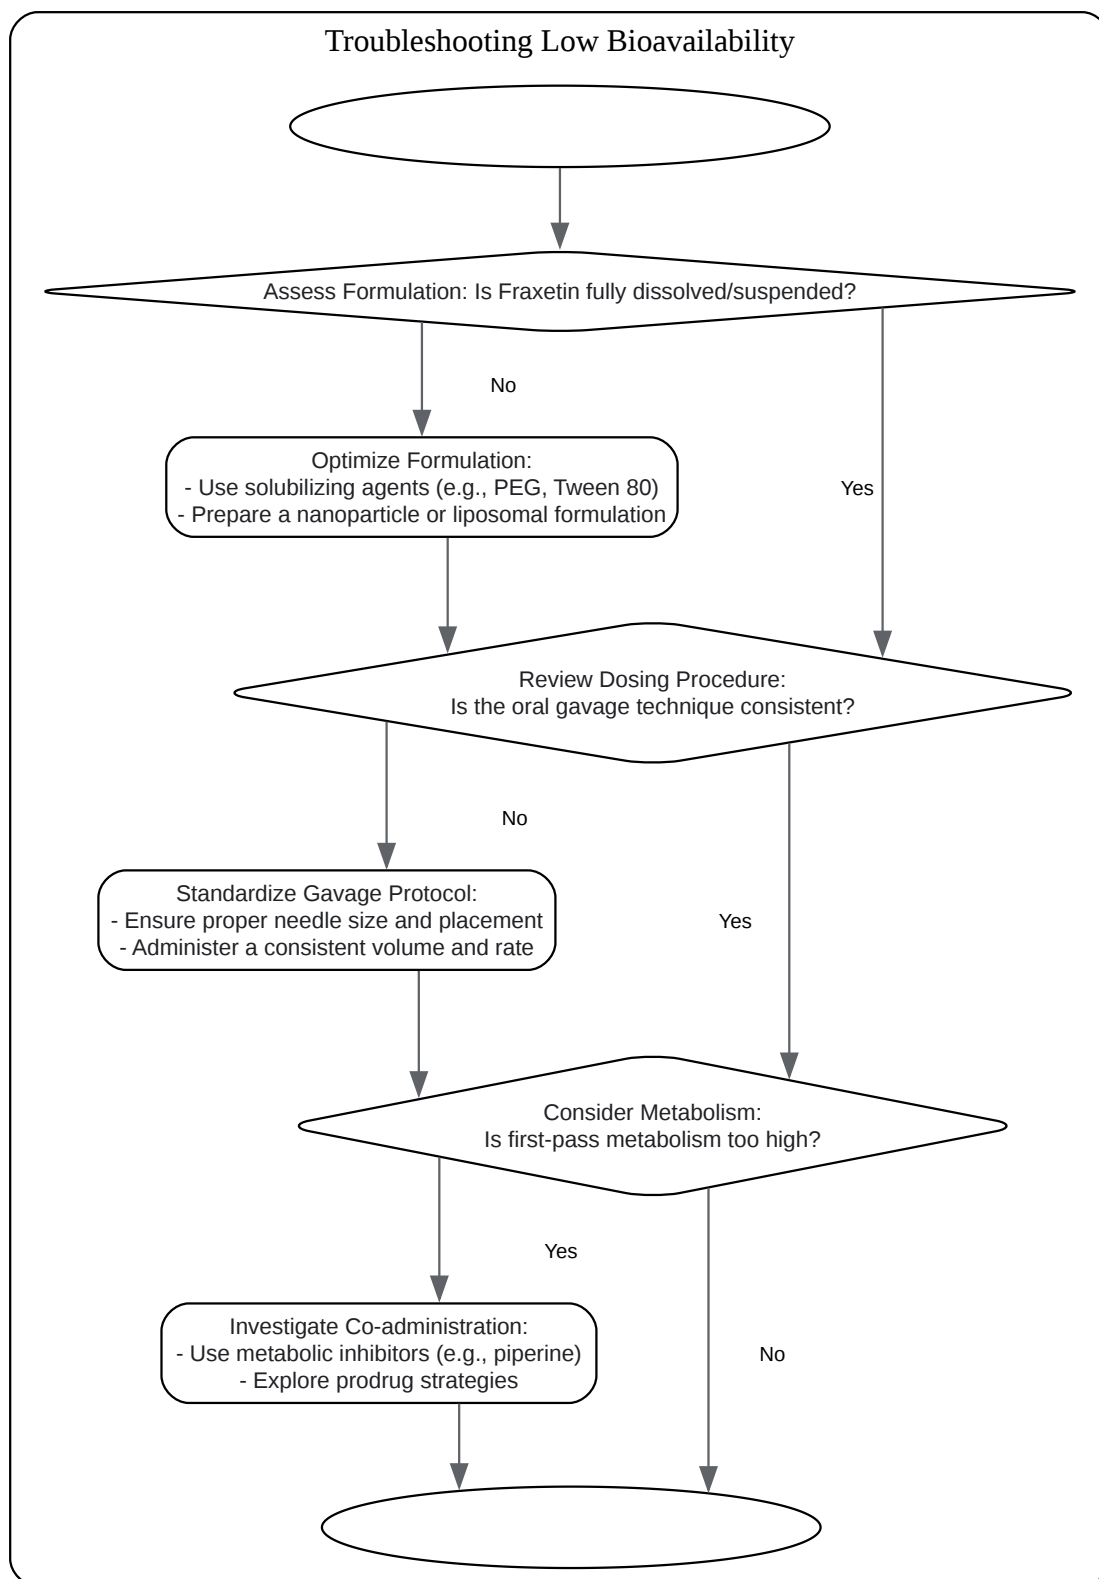 Troubleshooting Low Bioavailability
Assess Formulation: Is Fraxetin fully dissolved/suspended?
No
Optimize Formulation:
- Use solubilizing agents (e.g., PEG, Tween 80)
- Prepare a nanoparticle or liposomal formulation
Yes
Review Dosing Procedure:
Is the oral gavage technique consistent?
No
Standardize Gavage Protocol:
- Ensure proper needle size and placement
- Administer a consistent volume and rate
Yes
Consider Metabolism:
Is first-pass metabolism too high?
Yes
Investigate Co-administration:
- Use metabolic inhibitors (e.g., piperine)
- Explore prodrug strategies
No